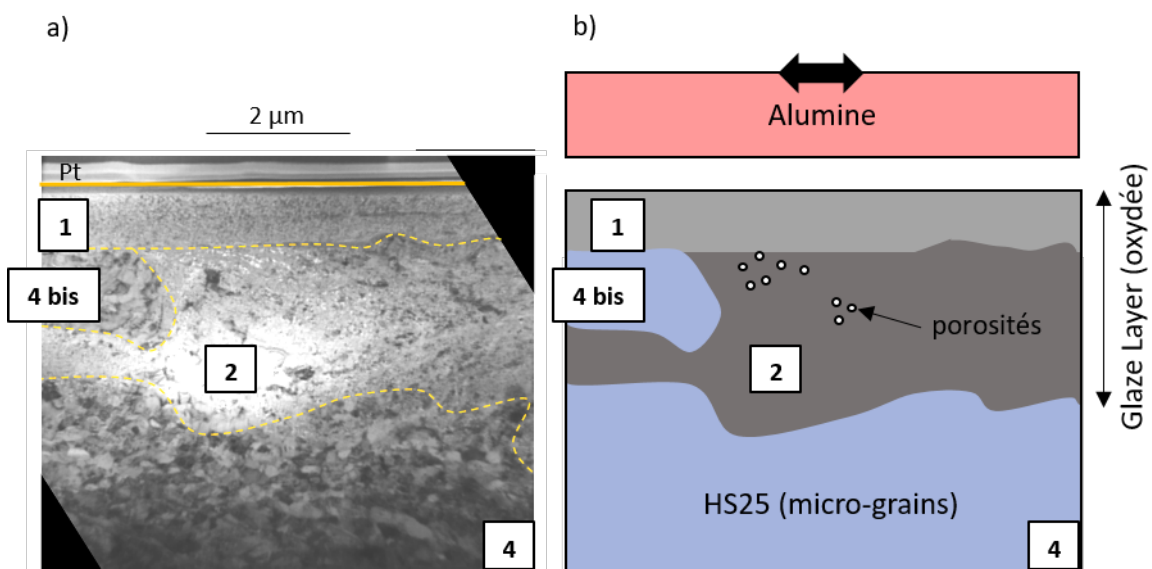 a)
2 µm
Pt
1
4 bis
2
4
b)
Alumine
1
4 bis
porosités
2
HS25 (micro-grains)
4
Glaze Layer (oxydée)